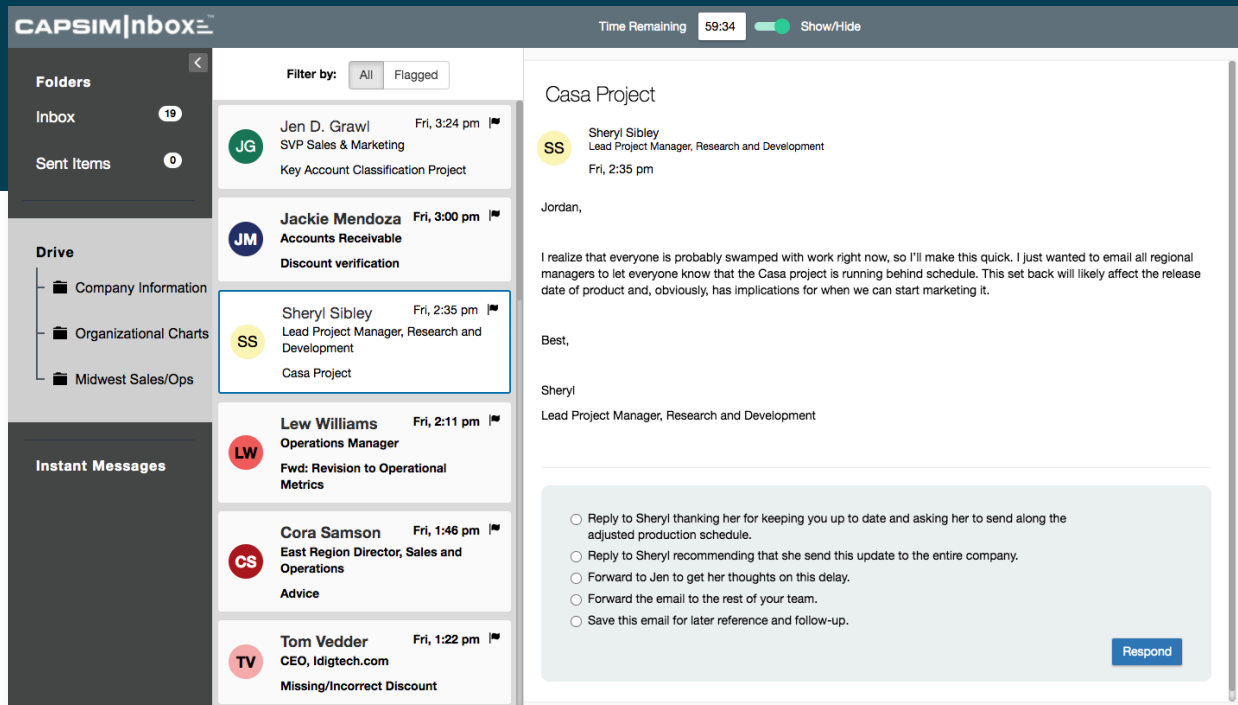 CAPSIMInbox™
Time Remaining 59:34 Show/Hide
Folders
Inbox 19
Sent Items 0
Drive
Company Information
Organizational Charts
Midwest Sales/Ops
Instant Messages
Filter by: All Flagged
JG
Jen D. Grawl Fri, 3:24 pm
SVP Sales & Marketing
Key Account Classification Project
JM
Jackie Mendoza Fri, 3:00 pm
Accounts Receivable
Discount verification
SS
Sheryl Sibley Fri, 2:35 pm
Lead Project Manager, Research and
Development
Casa Project
LW
Lew Williams Fri, 2:11 pm
Operations Manager
Fwd: Revision to Operational
Metrics
CS
Cora Samson Fri, 1:46 pm
East Region Director, Sales and
Operations
Advice
TV
Tom Vedder Fri, 1:22 pm
CEO, Idigtech.com
Missing/Incorrect Discount
Casa Project
SS
Sheryl Sibley
Lead Project Manager, Research and Development
Fri, 2:35 pm
Jordan,
I realize that everyone is probably swamped with work right now, so I'll make this quick. I just wanted to email all regional
managers to let everyone know that the Casa project is running behind schedule. This set back will likely affect the release
date of product and, obviously, has implications for when we can start marketing it.
Best,
Sheryl
Lead Project Manager, Research and Development
Reply to Sheryl thanking her for keeping you up to date and asking her to send along the
adjusted production schedule.
Reply to Sheryl recommending that she send this update to the entire company.
Forward to Jen to get her thoughts on this delay.
Forward the email to the rest of your team.
Save this email for later reference and follow-up.
Respond